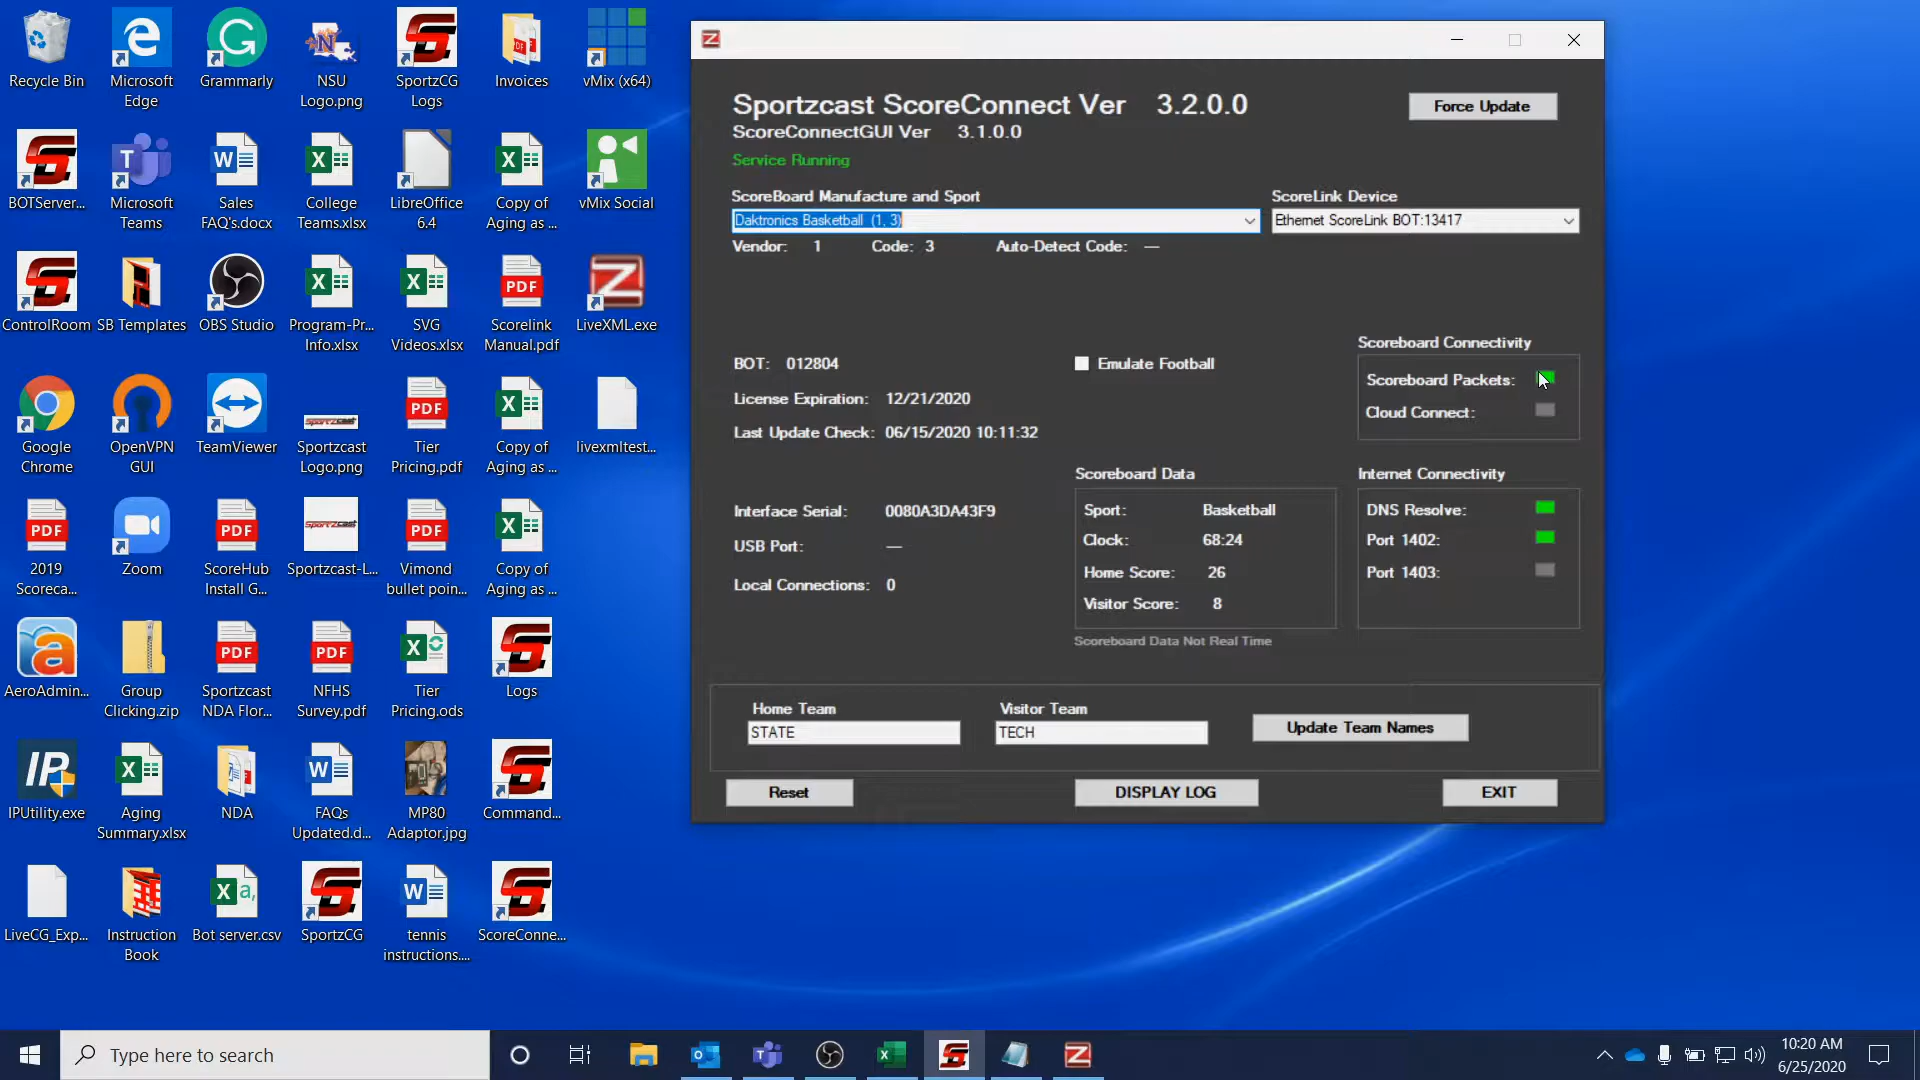 Recycle Bin
Microsoft
Edge
Grammarly
NSU
Logo.png
SportzCG
Logs
Invoices
vMix (x64)
BOTServer...
Microsoft
Teams
Sales
FAQ's.docx
College
Teams.xlsx
LibreOffice
6.4
Copy of
Aging as ...
vMix Social
ControlRoom
SB Templates
OBS Studio
Program-Pr...
Info.xlsx
SVG
Videos.xlsx
Scorelink
Manual.pdf
LiveXML.exe
Google
Chrome
OpenVPN
GUI
TeamViewer
Sportzcast
Logo.png
Tier
Pricing.pdf
Copy of
Aging as ...
livexmltest...
2019
Scoreca...
Zoom
ScoreHub
Install G...
Sportzcast-L...
Vimond
bullet poin...
Copy of
Aging as ...
AeroAdmin...
Group
Clicking.zip
Sportzcast
NDA Flor...
NFHS
Survey.pdf
Tier
Pricing.ods
Logs
IPUtility.exe
Aging
Summary.xlsx
NDA
FAQs
Updated.d...
MP80
Adaptor.jpg
Command...
LiveCG_Exp...
Instruction
Book
Bot server.csv
SportzCG
tennis
instructions....
ScoreConne...
Sportzcast ScoreConnect Ver 3.2.0.0
Force Update
ScoreConnectGUI Ver 3.1.0.0
Service Running
ScoreBoard Manufacture and Sport
ScoreLink Device
Daktronics Basketball (1, 3)
Ethernet ScoreLink BOT:13417
Vendor: 1 Code: 3 Auto-Detect Code: —
BOT: 012804
Emulate Football
License Expiration: 12/21/2020
Last Update Check: 06/15/2020 10:11:32
Scoreboard Connectivity
Scoreboard Packets:
Cloud Connect:
Interface Serial: 0080A3DA43F9
USB Port: —
Local Connections: 0
Scoreboard Data
Sport: Basketball
Clock: 68:24
Home Score: 26
Visitor Score: 8
Scoreboard Data Not Real Time
Internet Connectivity
DNS Resolve:
Port 1402:
Port 1403:
Home Team
STATE
Visitor Team
TECH
Update Team Names
Reset
DISPLAY LOG
EXIT
Type here to search
10:20 AM
6/25/2020